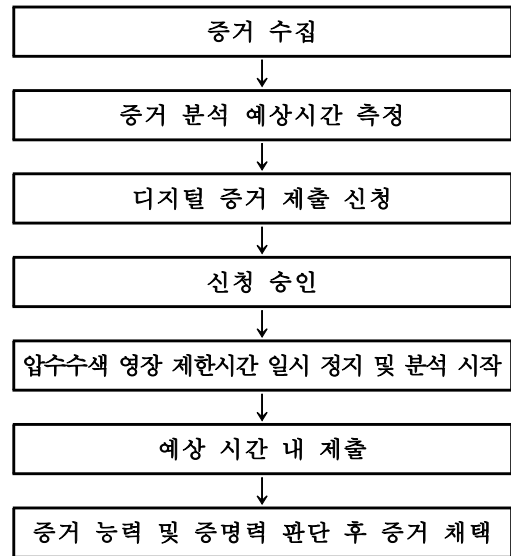 증거 수집
증거 분석 예상시간 측정
디지털 증거 제출 신청
신청 승인
압수수색 영장 제한시간 일시 정지 및 분석 시작
예상 시간 내 제출
증거 능력 및 증명력 판단 후 증거 채택